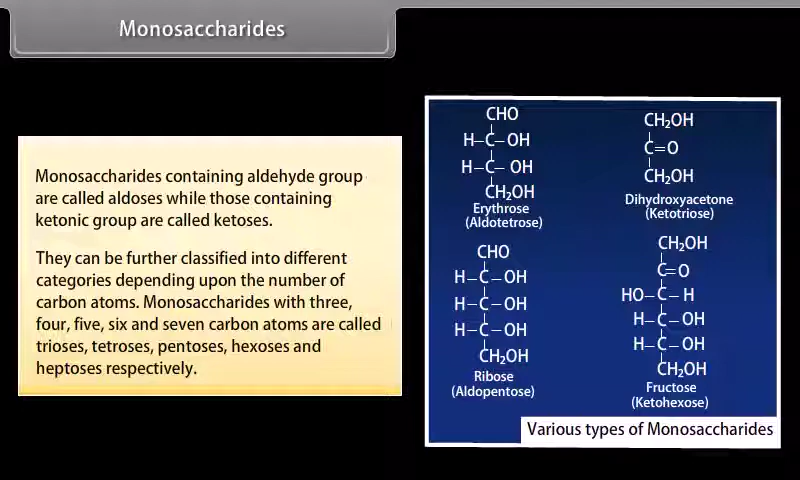 Monosaccharides
Monosaccharides containing aldehyde group
are called aldoses while those containing
ketonic group are called ketoses.
They can be further classified into different
categories depending upon the number of
carbon atoms. Monosaccharides with three,
four, five, six and seven carbon atoms are called
trioses, tetroses, pentoses, hexoses and
heptoses respectively.
CHO
H–C–OH
H–C–OH
CH₂OH
Erythrose
(Aldotetrose)
CH₂OH
C=O
CH₂OH
Dihydroxyacetone
(Ketotriose)
CHO
H–C–OH
H–C–OH
H–C–OH
CH₂OH
Ribose
(Aldopentose)
CH₂OH
C=O
HO–C–H
H–C–OH
H–C–OH
CH₂OH
Fructose
(Ketohexose)
Various types of Monosaccharides